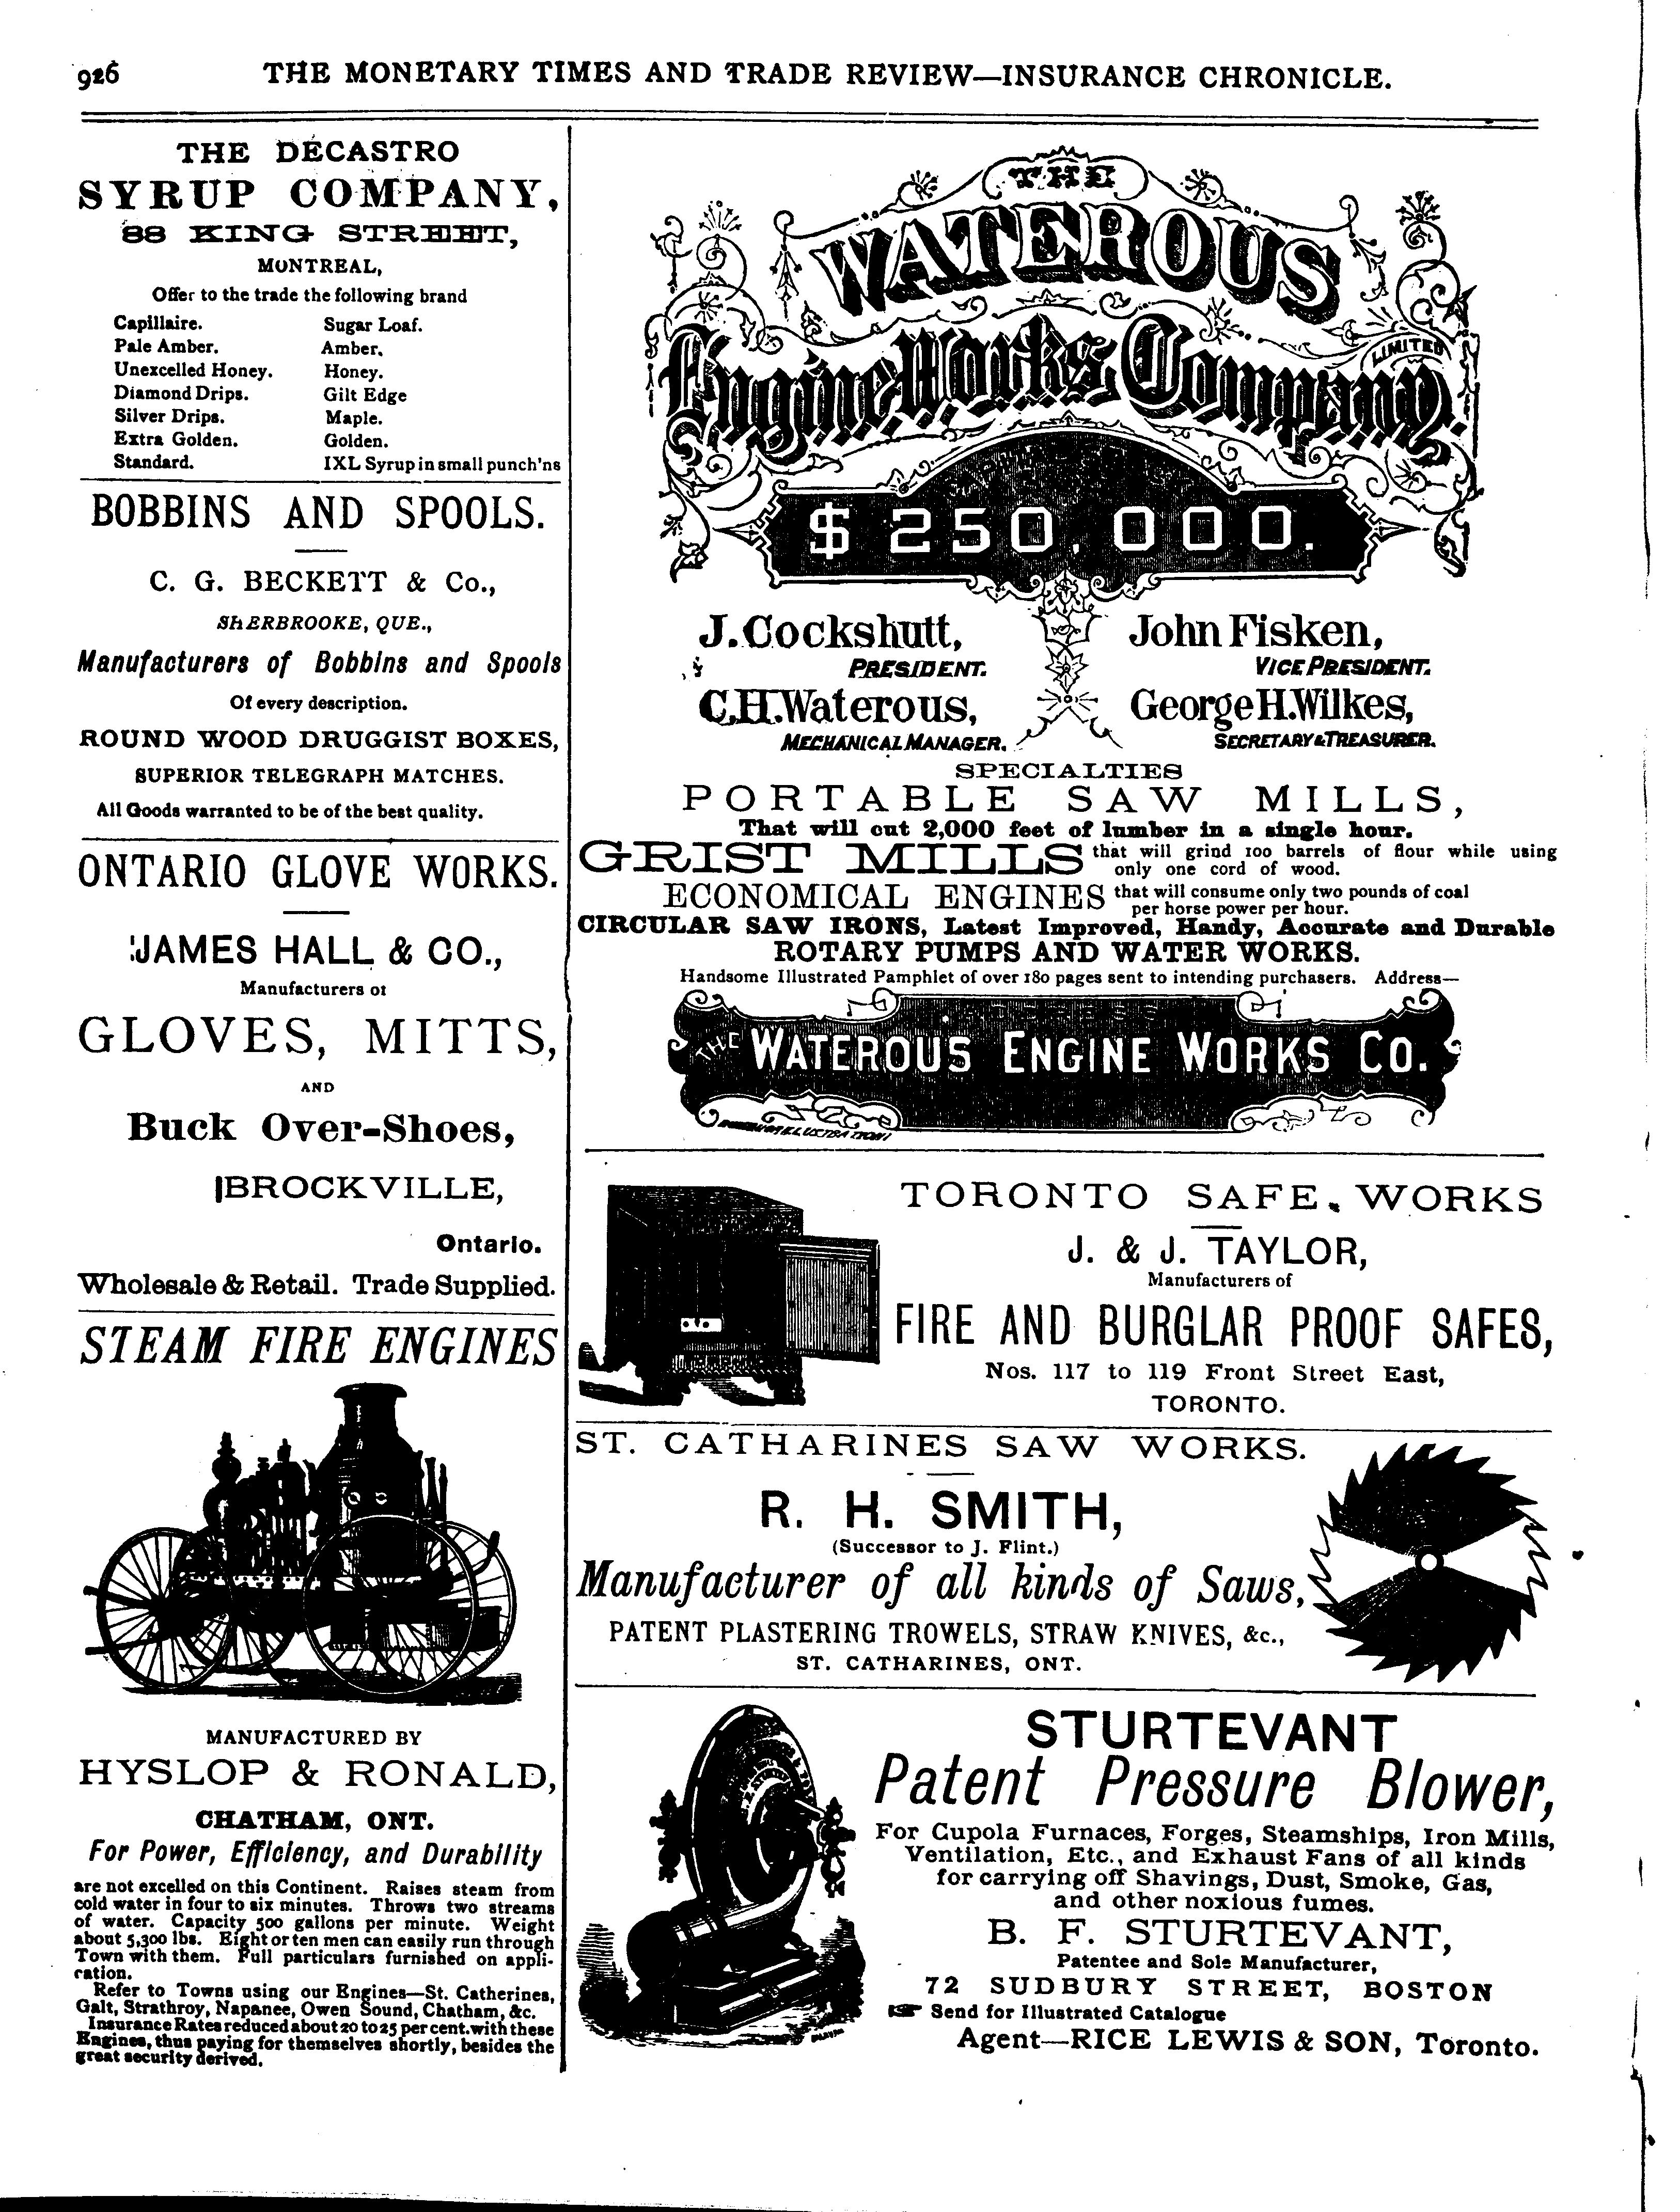 926
THE MONETARY TIMES AND TRADE REVIEW—INSURANCE CHRONICLE.
THE DECASTRO
SYRUP COMPANY,
88 KING STREET,
MONTREAL,
Offer to the trade the following brand
Capillaire. Sugar Loaf.
Pale Amber. Amber.
Unexcelled Honey. Honey.
Diamond Drips. Gilt Edge
Silver Drips. Maple.
Extra Golden. Golden.
Standard. IXL Syrup in small punch'ns
BOBBINS AND SPOOLS.
C. G. BECKETT & Co.,
SHERBROOKE, QUE.,
Manufacturers of Bobbins and Spools
Of every description.
ROUND WOOD DRUGGIST BOXES,
SUPERIOR TELEGRAPH MATCHES.
All Goods warranted to be of the best quality.
ONTARIO GLOVE WORKS.
JAMES HALL & CO.,
Manufacturers of
GLOVES, MITTS,
AND
Buck Over-Shoes,
BROCKVILLE,
Ontario.
Wholesale & Retail. Trade Supplied.
STEAM FIRE ENGINES
MANUFACTURED BY
HYSLOP & RONALD,
CHATHAM, ONT.
For Power, Efficiency, and Durability
are not excelled on this Continent. Raises steam from
cold water in four to six minutes. Throws two streams
of water. Capacity 500 gallons per minute. Weight
about 5,300 lbs. Eight or ten men can easily run through
Town with them. Full particulars furnished on appli-
cation.
Refer to Towns using our Engines—St. Catherines,
Galt, Strathroy, Napanee, Owen Sound, Chatham, &c.
Insurance Rates reduced about 20 to 25 per cent. with these
Engines, thus paying for themselves shortly, besides the
great security derived.
THE
WATEROUS
Engine Works Company
LIMITED
$250,000.
J. Cockshutt,
PRESIDENT.
John Fisken,
VICE PRESIDENT.
C.H. Waterous,
MECHANICAL MANAGER.
George H. Wilkes,
SECRETARY & TREASURER.
SPECIALTIES
PORTABLE SAW MILLS,
That will cut 2,000 feet of lumber in a single hour.
GRIST MILLS that will grind 100 barrels of flour while using
only one cord of wood.
ECONOMICAL ENGINES that will consume only two pounds of coal
per horse power per hour.
CIRCULAR SAW IRONS, Latest Improved, Handy, Accurate and Durable
ROTARY PUMPS AND WATER WORKS.
Handsome Illustrated Pamphlet of over 180 pages sent to intending purchasers. Address—
THE WATEROUS ENGINE WORKS CO.
TORONTO SAFE WORKS
J. & J. TAYLOR,
Manufacturers of
FIRE AND BURGLAR PROOF SAFES,
Nos. 117 to 119 Front Street East,
TORONTO.
ST. CATHARINES SAW WORKS.
R. H. SMITH,
(Successor to J. Flint.)
Manufacturer of all kinds of Saws,
PATENT PLASTERING TROWELS, STRAW KNIVES, &c.,
ST. CATHARINES, ONT.
STURTEVANT
Patent Pressure Blower,
For Cupola Furnaces, Forges, Steamships, Iron Mills,
Ventilation, Etc., and Exhaust Fans of all kinds
for carrying off Shavings, Dust, Smoke, Gas,
and other noxious fumes.
B. F. STURTEVANT,
Patentee and Sole Manufacturer,
72 SUDBURY STREET, BOSTON
☞ Send for Illustrated Catalogue
Agent—RICE LEWIS & SON, Toronto.